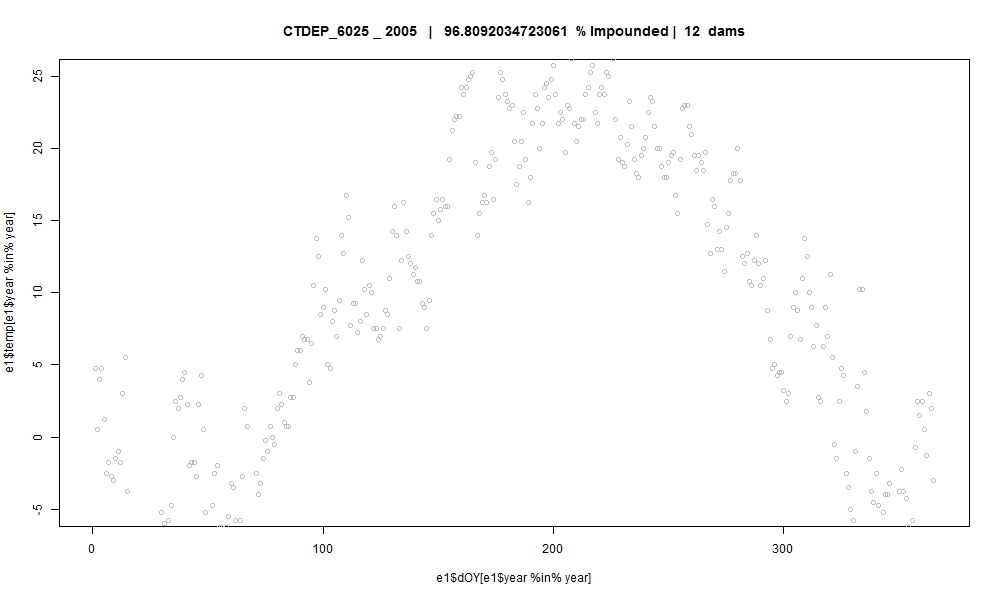 CTDEP_6025 _ 2005 | 96.8092034723061 % Impounded | 12 dams
e1$temp[e1$year %in% year]
25
20
15
10
5
0
-5
0 100 200 300
e1$dOY[e1$year %in% year]